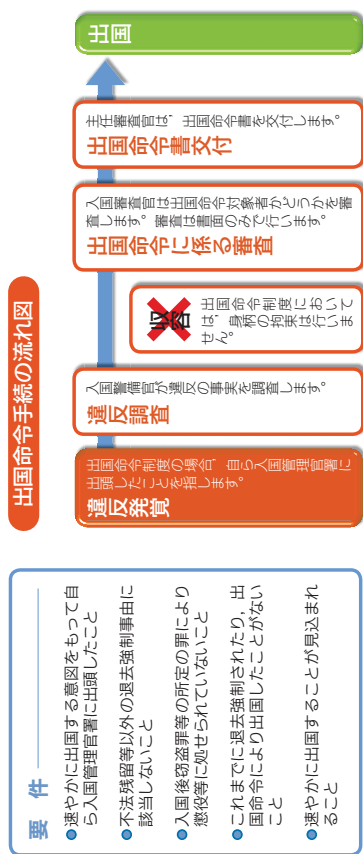 要件
●速やかに出国する意図をもって自
ら入国管理官署に出頭したこと
●不法残留等以外の退去強制事由に
該当しないこと
●入国後窃盗罪等の所定の罪により
懲役等に処せられていないこと
●これまでに退去強制されたり，出
国命令により出国したことがない
こと
●速やかに出国することが見込まれ
ること
出国命令手続の流れ図
違反発覚
出国命令制度の場合，自ら入国管理官署に
出頭したことを指します。
違反調査
入国警備官が違反の事実を調査します。
収容
出国命令制度において
は，身柄の拘束は行いま
せん。
出国命令に係る審査
入国審査官は出国命令対象者かどうかを審
査します。審査は書面のみで行います。
出国命令書交付
主任審査官は，出国命令書を交付します。
出国